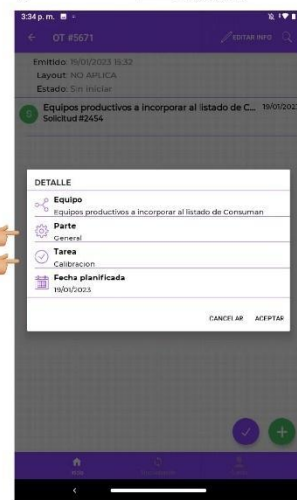 3:34 p. m.
OT #5671
EDITAR INFO
Emitido: 19/01/2023 15:32
Layout: NO APLICA
Estado: Sin iniciar
Equipos productivos a incorporar al listado de C... 19/01/2023
Solicitud #2454
DETALLE
Equipo
Equipos productivos a incorporar al listado de Consuman
Parte
General
Tarea
Calibracion
Fecha planificada
19/01/2023
CANCELAR ACEPTAR